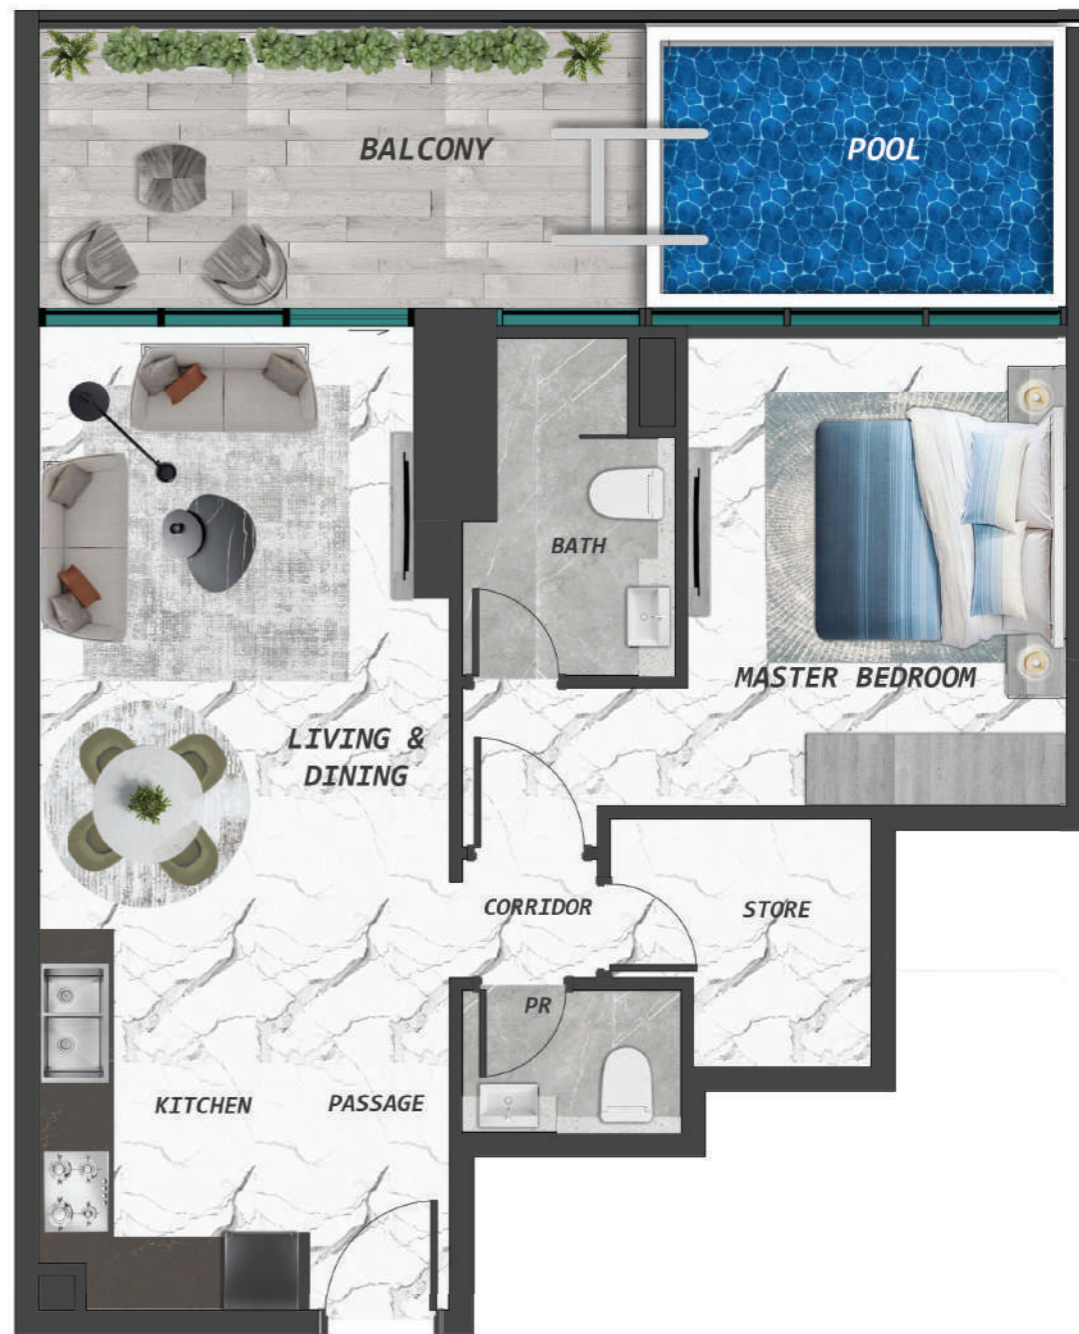 BALCONY
POOL
BATH
MASTER BEDROOM
LIVING &
DINING
CORRIDOR
STORE
PR
KITCHEN
PASSAGE